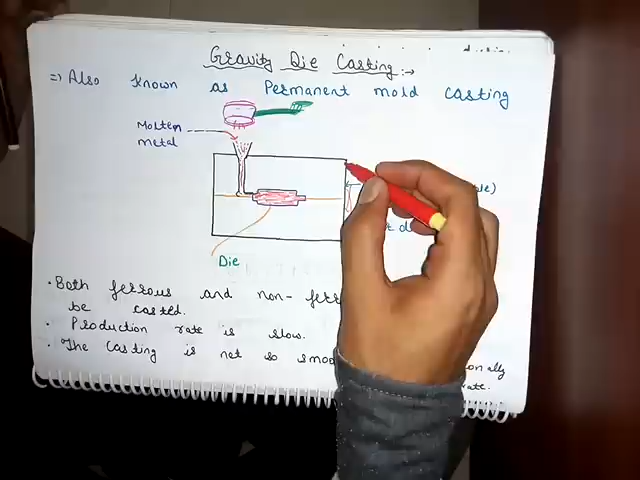 Gravity Die Casting:→
⇒ Also known as Permanent mold casting
Molten
metal
Die
• Both ferrous and non-
be casted.
• Production rate is slow.
• The casting is not so